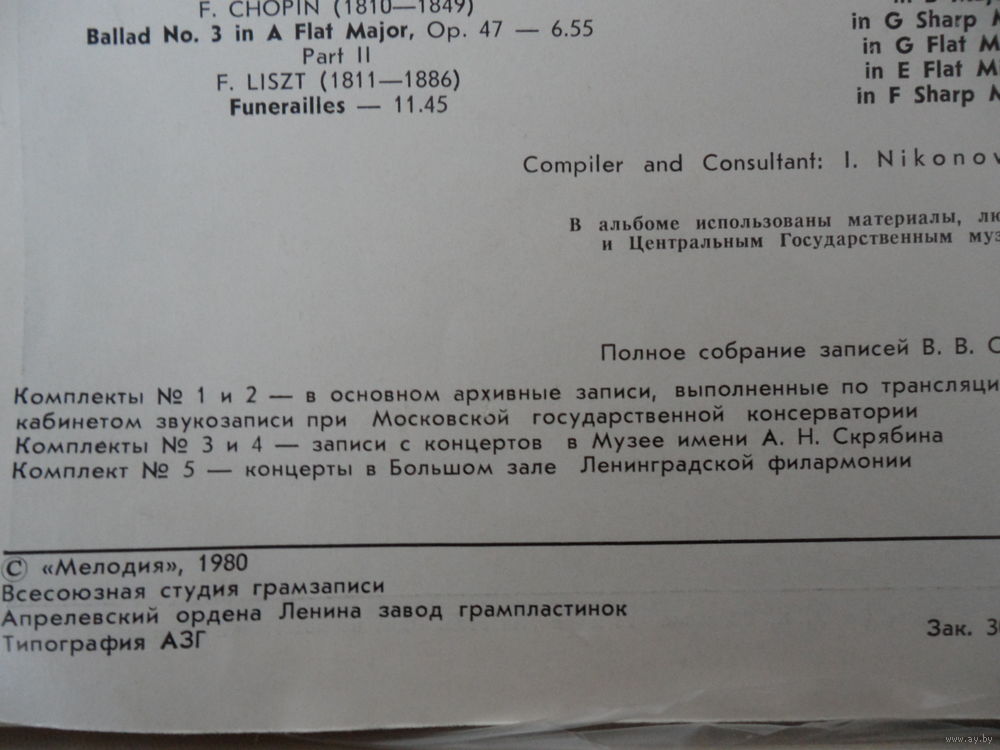 F. CHOPIN (1810—1849)
Ballad No. 3 in A Flat Major, Op. 47 — 6.55
Part II
F. LISZT (1811—1886)
Funerailles — 11.45
in G Sharp
in G Flat
in E Flat
in F Sharp
Compiler and Consultant: I. Nikonov
В альбоме использованы материалы,
и Центральным Государственным
Полное собрание записей В. В.
Комплекты № 1 и 2 — в основном архивные записи, выполненные по
кабинетом звукозаписи при Московской государственной консерватории
Комплекты № 3 и 4 — записи с концертов в Музее имени А. Н. Скрябина
Комплект № 5 — концерты в Большом зале Ленинградской филармонии
© «Мелодия», 1980
Всесоюзная студия грамзаписи
Апрелевский ордена Ленина завод грампластинок
Типография АЗГ
Зак.
www.ay.by